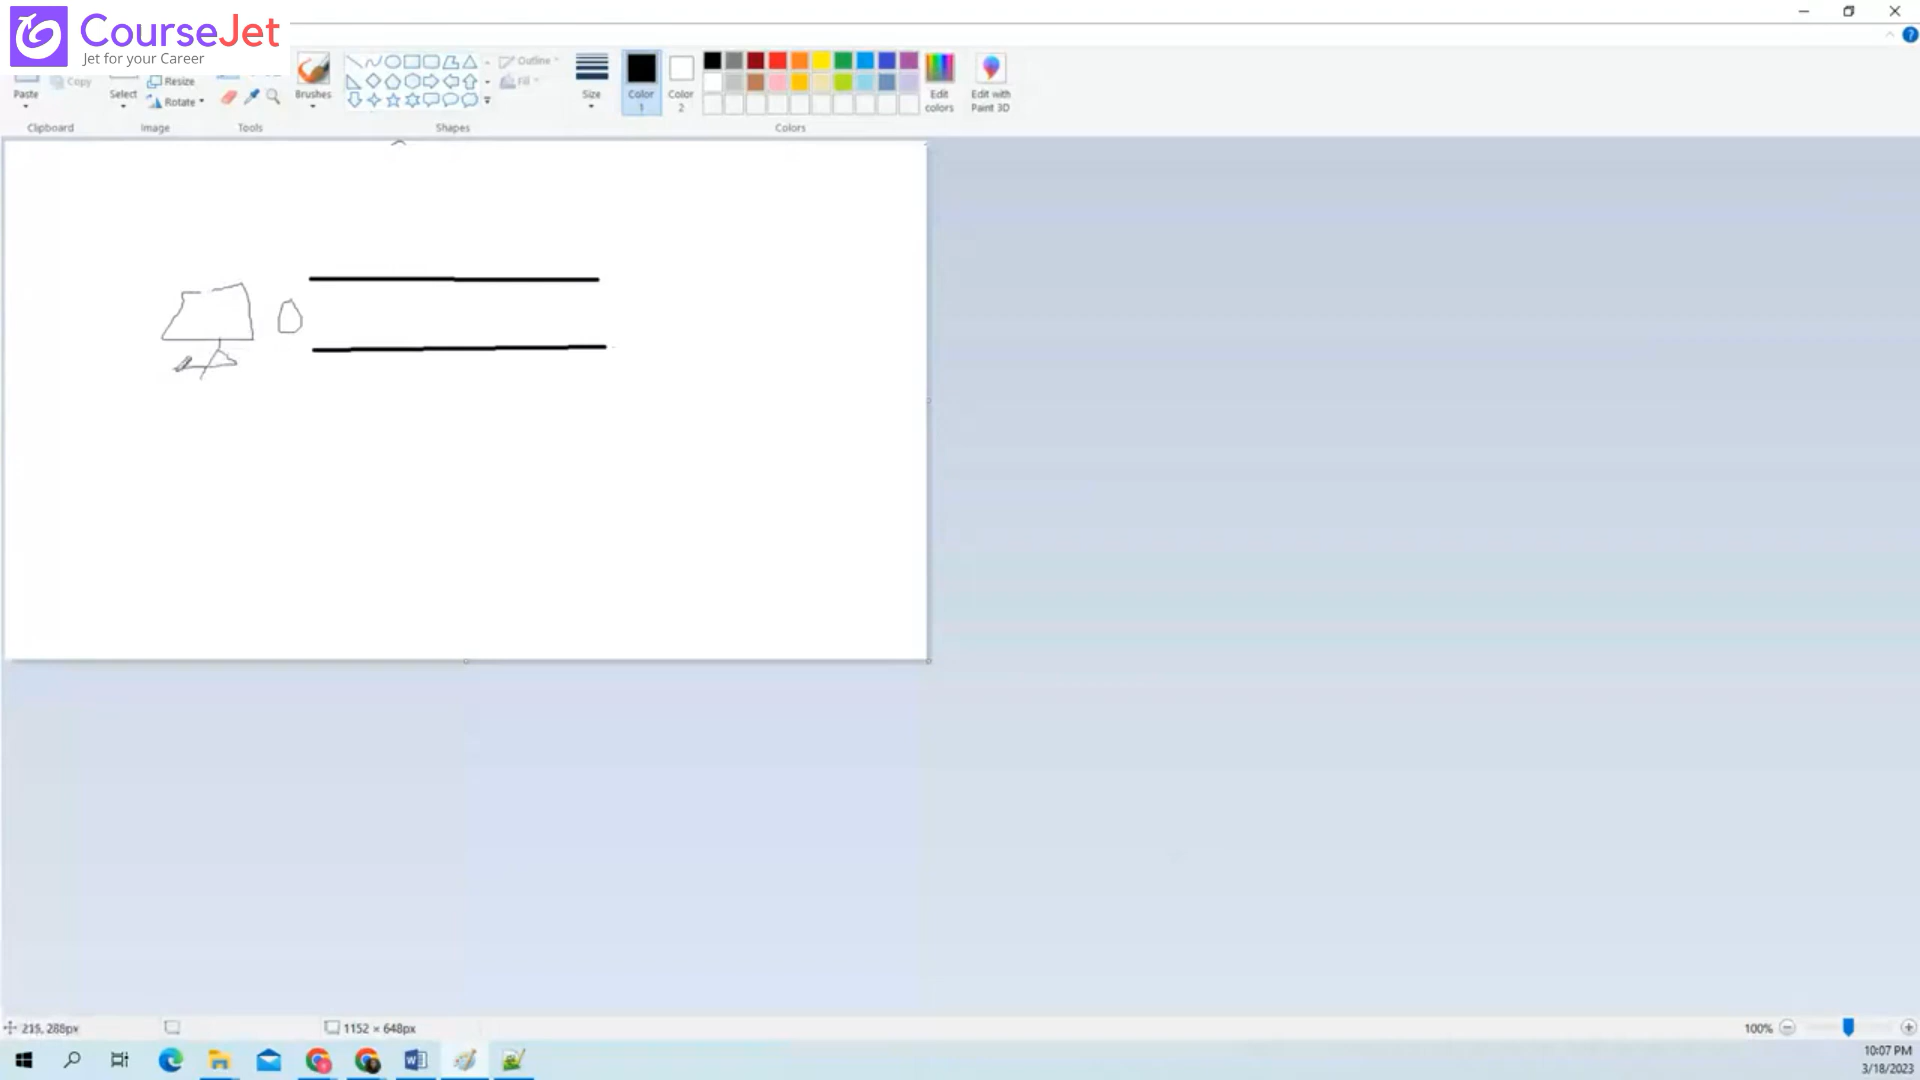 CourseJet
Jet for your Career
Paste
Copy
Select
Resize
Rotate
Brushes
Outline
Fill
Size
Color 1
Color 2
Edit colors
Edit with Paint 3D
Clipboard
Image
Tools
Shapes
Colors
215, 288px
1152 × 648px
100%
10:07 PM
3/18/2023